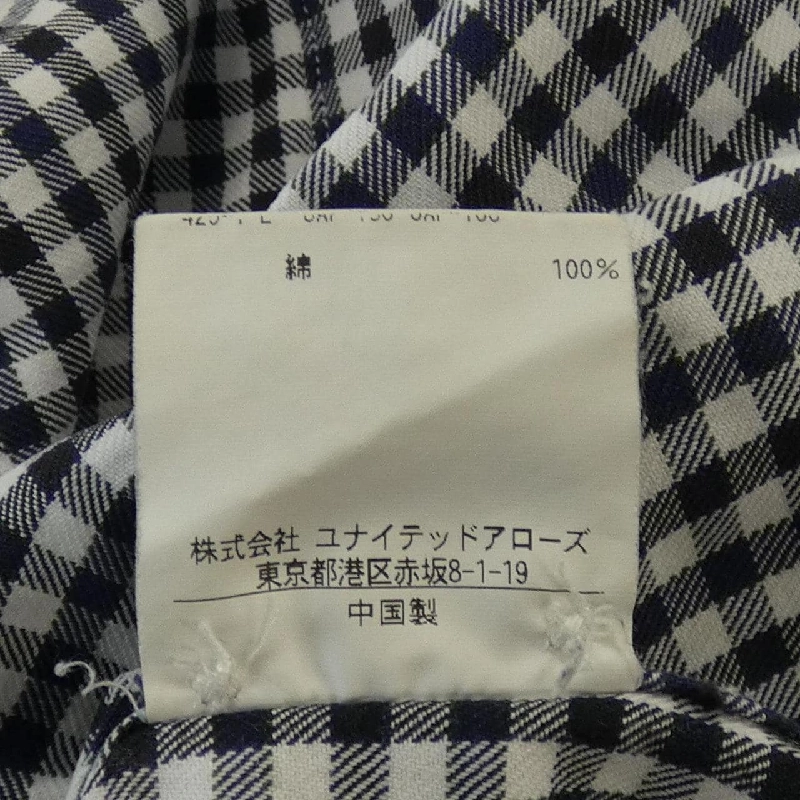 綿 100%
株式会社 ユナイテッドアローズ
東京都港区赤坂8-1-19
中国製